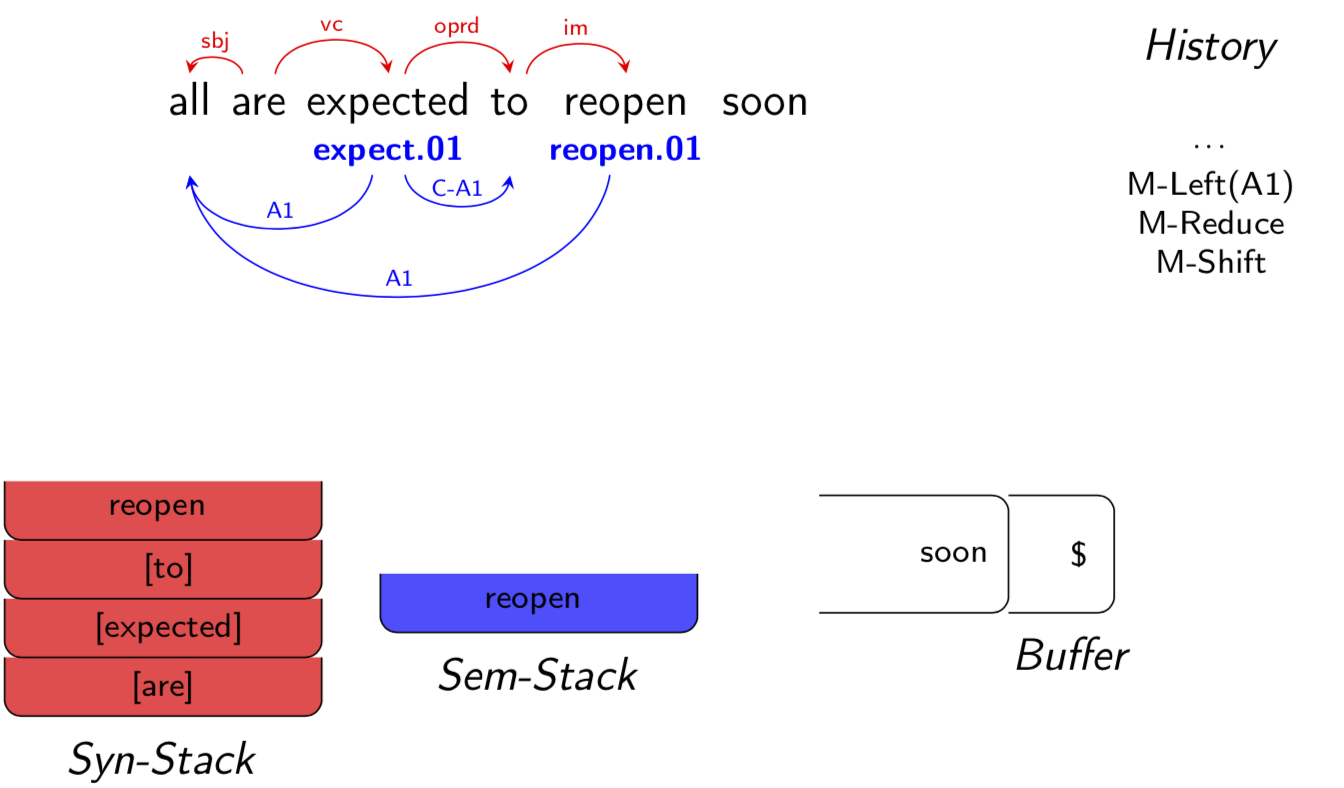 sbj vc oprd im
History
all are expected to reopen soon
expect.01 reopen.01
...
M-Left(A1)
A1 C-A1
M-Reduce
M-Shift
A1
reopen
[to]
[expected]
[are]
Syn-Stack
reopen
Sem-Stack
soon $
Buffer